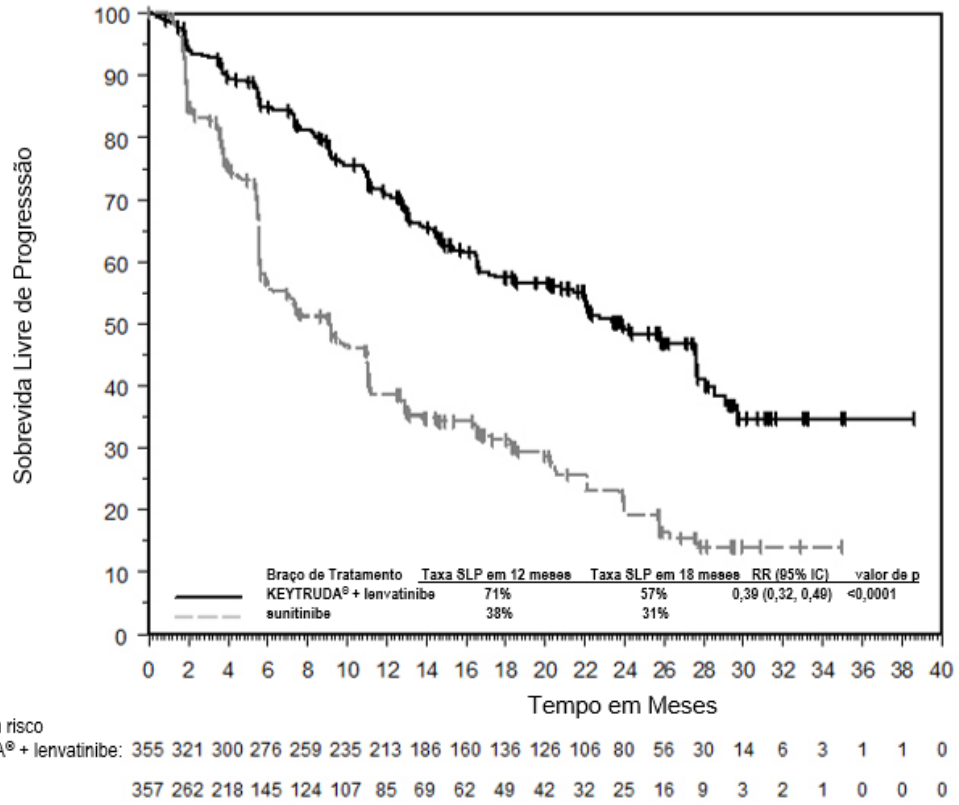 100
90
80
70
60
50
40
30
20
10
0
Sobrevida Livre de Progresssão
Braço de Tratamento Taxa SLP em 12 meses Taxa SLP em 18 meses RR (95% IC) valor de p
KEYTRUDA® + lenvatinibe 71% 57% 0,39 (0,32, 0,49) <0,0001
sunitinibe 38% 31%
0 2 4 6 8 10 12 14 16 18 20 22 24 26 28 30 32 34 36 38 40
Tempo em Meses
risco
® + lenvatinibe: 355 321 300 276 259 235 213 186 160 136 126 106 80 56 30 14 6 3 1 1 0
357 262 218 145 124 107 85 69 62 49 42 32 25 16 9 3 2 1 0 0 0